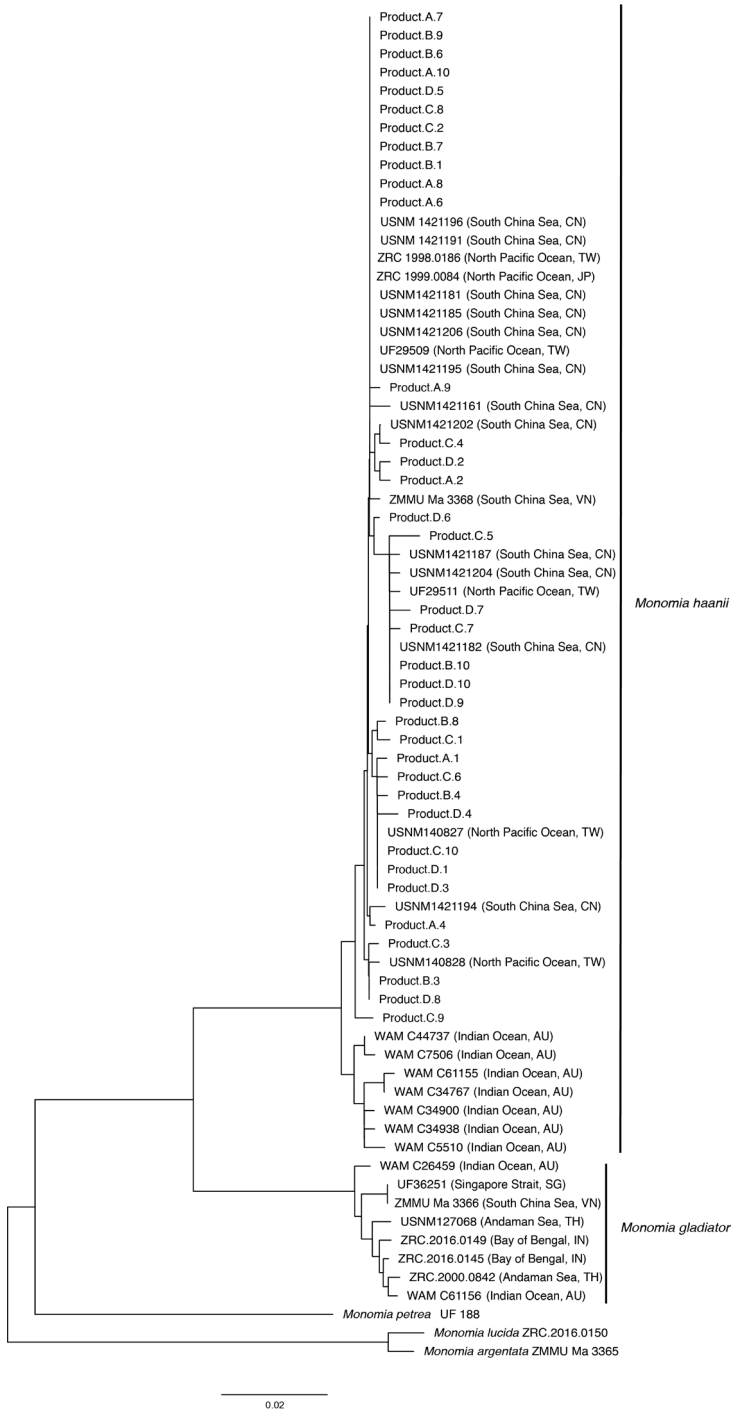 Product.A.7
Product.B.9
Product.B.6
Product.A.10
Product.D.5
Product.C.8
Product.C.2
Product.B.7
Product.B.1
Product.A.8
Product.A.6
USNM 1421196 (South China Sea, CN)
USNM 1421191 (South China Sea, CN)
ZRC 1998.0186 (North Pacific Ocean, TW)
ZRC 1999.0084 (North Pacific Ocean, JP)
USNM1421181 (South China Sea, CN)
USNM1421185 (South China Sea, CN)
USNM1421206 (South China Sea, CN)
UF29509 (North Pacific Ocean, TW)
USNM1421195 (South China Sea, CN)
Product.A.9
USNM1421161 (South China Sea, CN)
USNM1421202 (South China Sea, CN)
Product.C.4
Product.D.2
Product.A.2
ZMMU Ma 3368 (South China Sea, VN)
Product.D.6
Product.C.5
USNM1421187 (South China Sea, CN)
USNM1421204 (South China Sea, CN)
UF29511 (North Pacific Ocean, TW)
Product.D.7
Product.C.7
USNM1421182 (South China Sea, CN)
Product.B.10
Product.D.10
Product.D.9
Product.B.8
Product.C.1
Product.A.1
Product.C.6
Product.B.4
Product.D.4
USNM140827 (North Pacific Ocean, TW)
Product.C.10
Product.D.1
Product.D.3
USNM1421194 (South China Sea, CN)
Product.A.4
Product.C.3
USNM140828 (North Pacific Ocean, TW)
Product.B.3
Product.D.8
Product.C.9
WAM C44737 (Indian Ocean, AU)
WAM C7506 (Indian Ocean, AU)
WAM C61155 (Indian Ocean, AU)
WAM C34767 (Indian Ocean, AU)
WAM C34900 (Indian Ocean, AU)
WAM C34938 (Indian Ocean, AU)
WAM C5510 (Indian Ocean, AU)
Monomia haanii
WAM C26459 (Indian Ocean, AU)
UF36251 (Singapore Strait, SG)
ZMMU Ma 3366 (South China Sea, VN)
USNM127068 (Andaman Sea, TH)
ZRC.2016.0149 (Bay of Bengal, IN)
ZRC.2016.0145 (Bay of Bengal, IN)
ZRC.2000.0842 (Andaman Sea, TH)
WAM C61156 (Indian Ocean, AU)
Monomia gladiator
Monomia petrea UF 188
Monomia lucida ZRC.2016.0150
Monomia argentata ZMMU Ma 3365
0.02